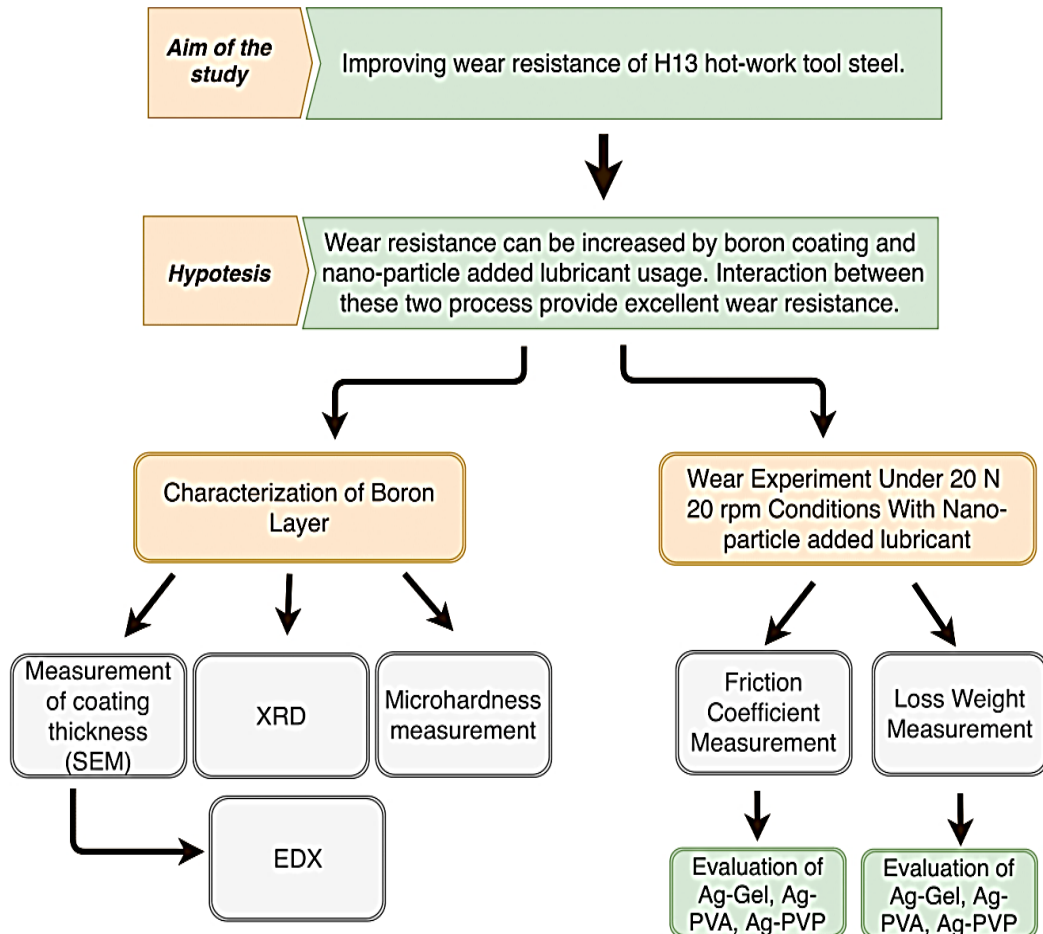 Aim of the
study
Improving wear resistance of H13 hot-work tool steel.
Hypotesis
Wear resistance can be increased by boron coating and
nano-particle added lubricant usage. Interaction between
these two process provide excellent wear resistance.
Characterization of Boron
Layer
Wear Experiment Under 20 N
20 rpm Conditions With Nano-
particle added lubricant
Measurement
of coating
thickness
(SEM)
XRD
Microhardness
measurement
Friction
Coefficient
Measurement
Loss Weight
Measurement
EDX
Evaluation of
Ag-Gel, Ag-
PVA, Ag-PVP
Evaluation of
Ag-Gel, Ag-
PVA, Ag-PVP